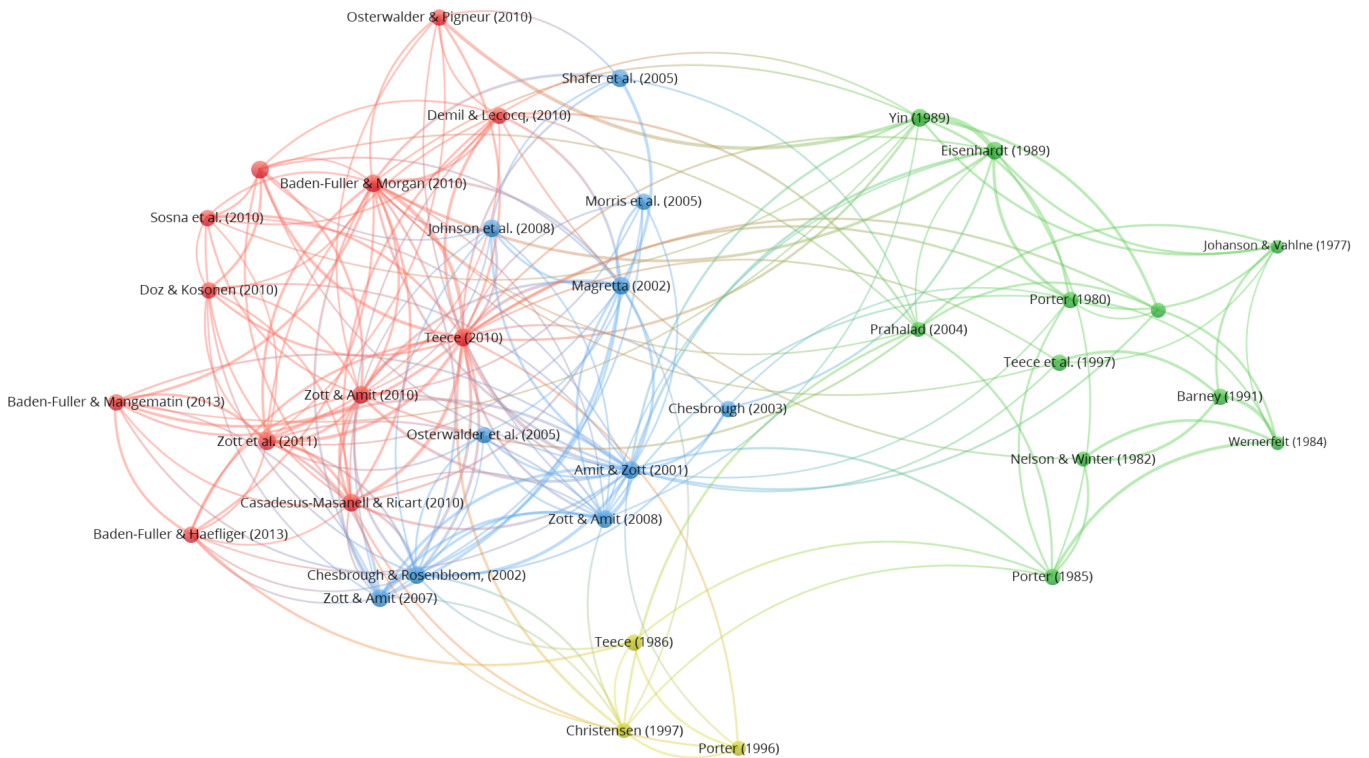 Osterwalder & Pigneur (2010)
Shafer et al. (2005)
Demil & Lecocq, (2010)
Yin (1989)
Eisenhardt (1989)
Baden-Fuller & Morgan (2010)
Morris et al. (2005)
Sosna et al. (2010)
Johnson et al. (2008)
Johanson & Vahlne (1977)
Magretta (2002)
Doz & Kosonen (2010)
Porter (1980)
Prahalad (2004)
Teece (2010)
Teece et al. (1997)
Zott & Amit (2010)
Barney (1991)
Baden-Fuller & Mangematin (2013)
Chesbrough (2003)
Osterwalder et al. (2005)
Zott et al. (2011)
Wernerfelt (1984)
Nelson & Winter (1982)
Amit & Zott (2001)
Casadesus-Masanell & Ricart (2010)
Zott & Amit (2008)
Baden-Fuller & Haefliger (2013)
Chesbrough & Rosenbloom, (2002)
Porter (1985)
Zott & Amit (2007)
Teece (1986)
Christensen (1997)
Porter (1996)